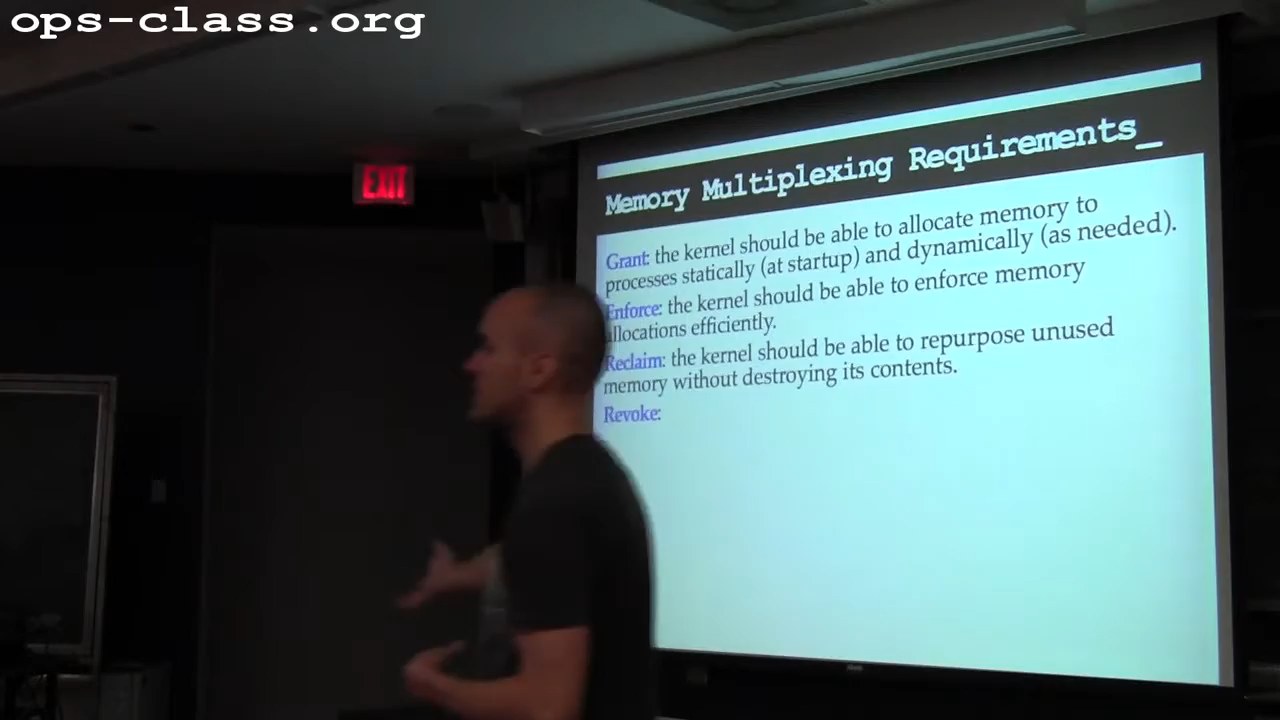 ops-class.org
EXIT
Memory Multiplexing Requirements_
Grant: the kernel should be able to allocate memory to
processes statically (at startup) and dynamically (as needed).
Enforce: the kernel should be able to enforce memory
allocations efficiently.
Reclaim: the kernel should be able to repurpose unused
memory without destroying its contents.
Revoke: